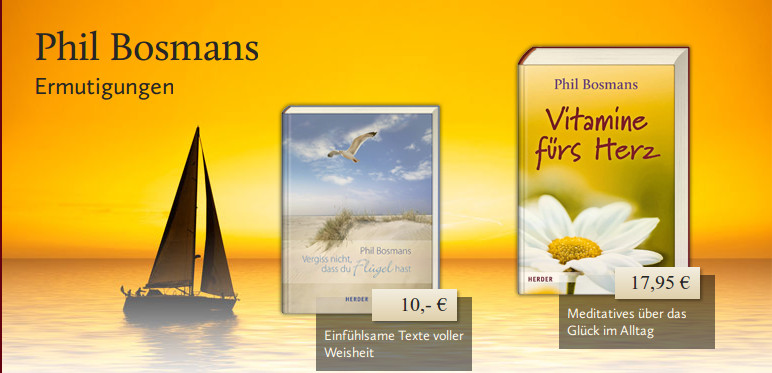 Phil Bosmans
Ermutigungen
Phil Bosmans
Vergiss nicht,
dass du Flügel hast
HERDER
10,- €
Einfühlsame Texte voller
Weisheit
Phil Bosmans
Vitamine
fürs Herz
HERDER
17,95 €
Meditatives über das
Glück im Alltag